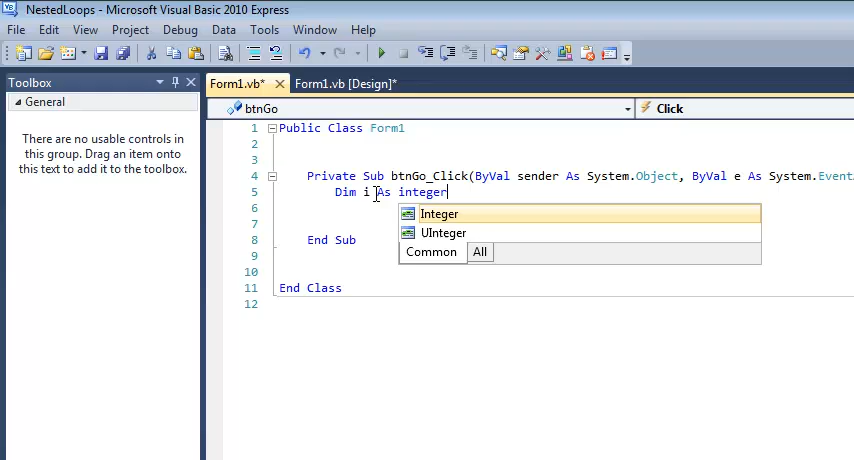 NestedLoops - Microsoft Visual Basic 2010 Express
File Edit View Project Debug Data Tools Window Help
Toolbox
General
There are no usable controls in
this group. Drag an item onto
this text to add it to the toolbox.
Form1.vb* Form1.vb [Design]*
btnGo Click
1 Public Class Form1
2
3
4 Private Sub btnGo_Click(ByVal sender As System.Object, ByVal e As System.Event
5 Dim i As integer
6
7
8 End Sub
9
10
11 End Class
12
Integer
UInteger
Common All